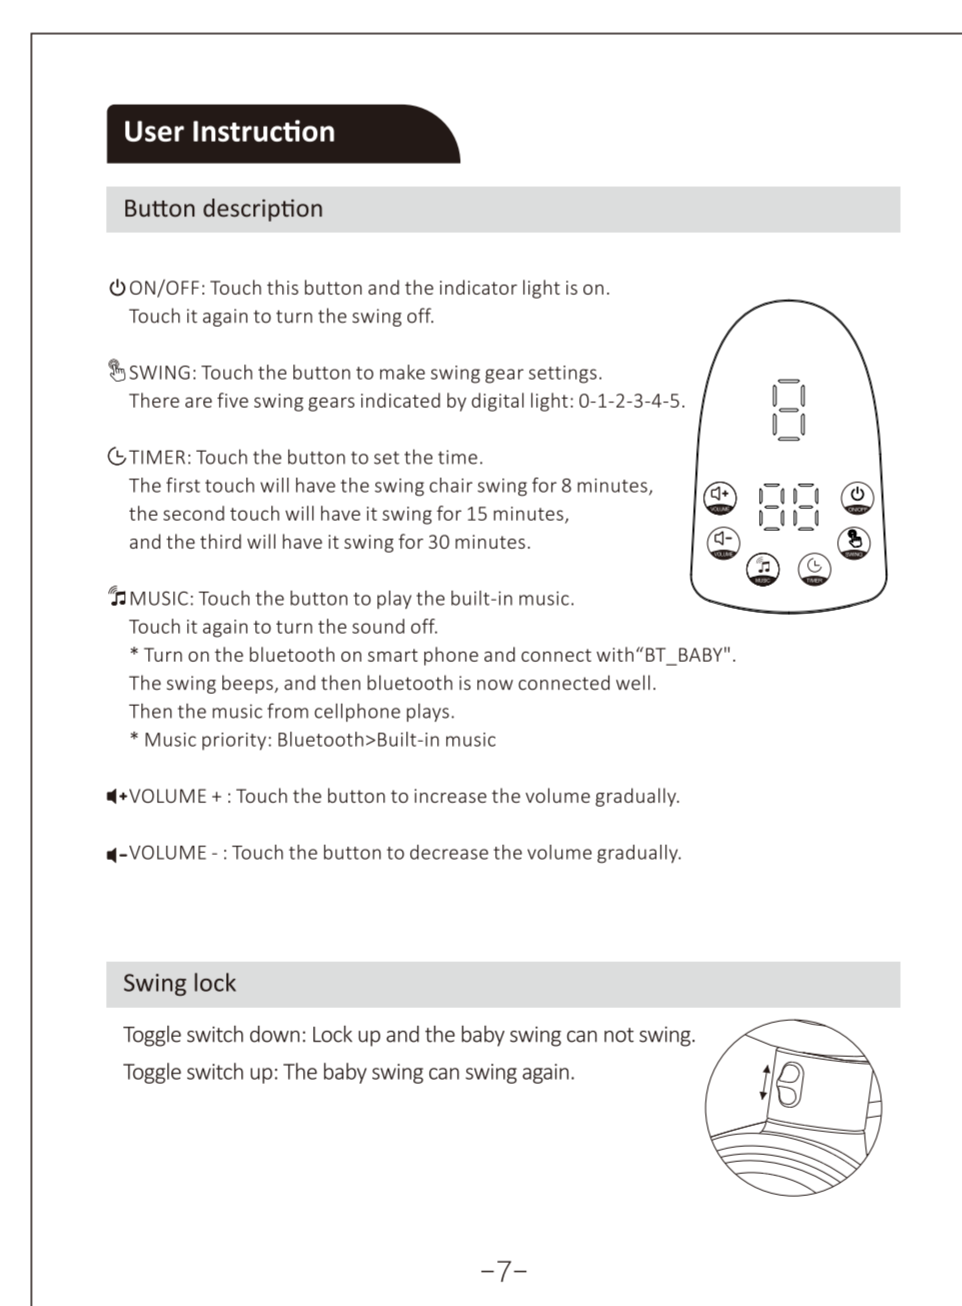 User Instruction
Button description
ON/OFF: Touch this button and the indicator light is on.
Touch it again to turn the swing off.
SWING: Touch the button to make swing gear settings.
There are five swing gears indicated by digital light: 0-1-2-3-4-5.
TIMER: Touch the button to set the time.
The first touch will have the swing chair swing for 8 minutes,
the second touch will have it swing for 15 minutes,
and the third will have it swing for 30 minutes.
MUSIC: Touch the button to play the built-in music.
Touch it again to turn the sound off.
* Turn on the bluetooth on smart phone and connect with“BT_BABY".
The swing beeps, and then bluetooth is now connected well.
Then the music from cellphone plays.
* Music priority: Bluetooth>Built-in music
VOLUME + : Touch the button to increase the volume gradually.
VOLUME - : Touch the button to decrease the volume gradually.
8
88
VOLUME
ON/OFF
VOLUME
SWING
MUSIC
TIMER
Swing lock
Toggle switch down: Lock up and the baby swing can not swing.
Toggle switch up: The baby swing can swing again.
-7-